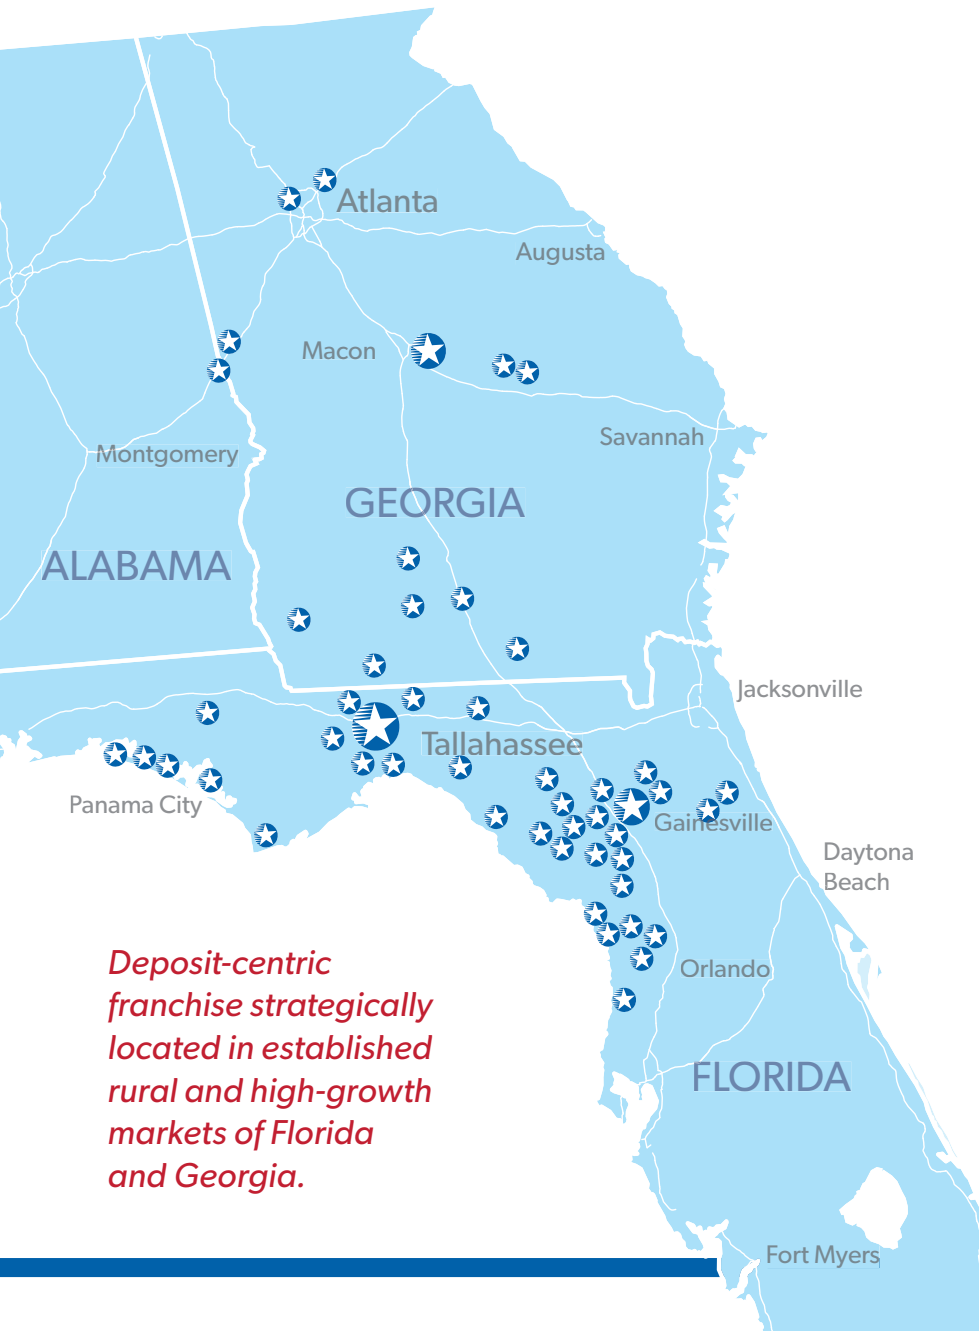 Atlanta
Augusta
Macon
Savannah
Montgomery
GEORGIA
ALABAMA
Jacksonville
Tallahassee
Panama City
Gainesville
Daytona
Beach
Deposit-centric
franchise strategically
located in established
rural and high-growth
markets of Florida
and Georgia.
Orlando
FLORIDA
Fort Myers